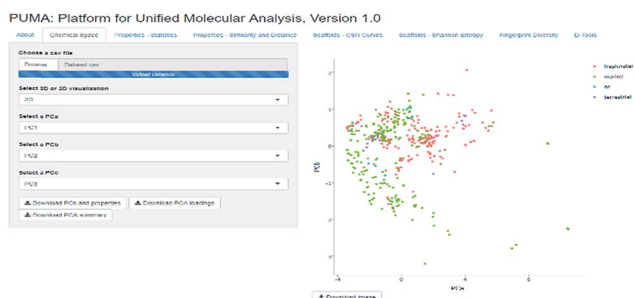 PUMA: Platform for Unified Molecular Analysis, Version 1.0
About Chemical Space Properties - Statistics Properties - Similarity and Distance Scaffolds - CSR Curves Scaffolds - Shannon Entropy Fingerprint Diversity D-Tools
Choose a csv file
Browse Dataset.csv
Upload complete
Select 2D or 3D visualisation
2D
Select a PCa
PC1
Select a PCb
PC2
Select a PCc
PC3
Download PCs and properties Download PCA loadings
Download PCA summary
freshwater
marine
terrestrial
PCb
PCa
Download image